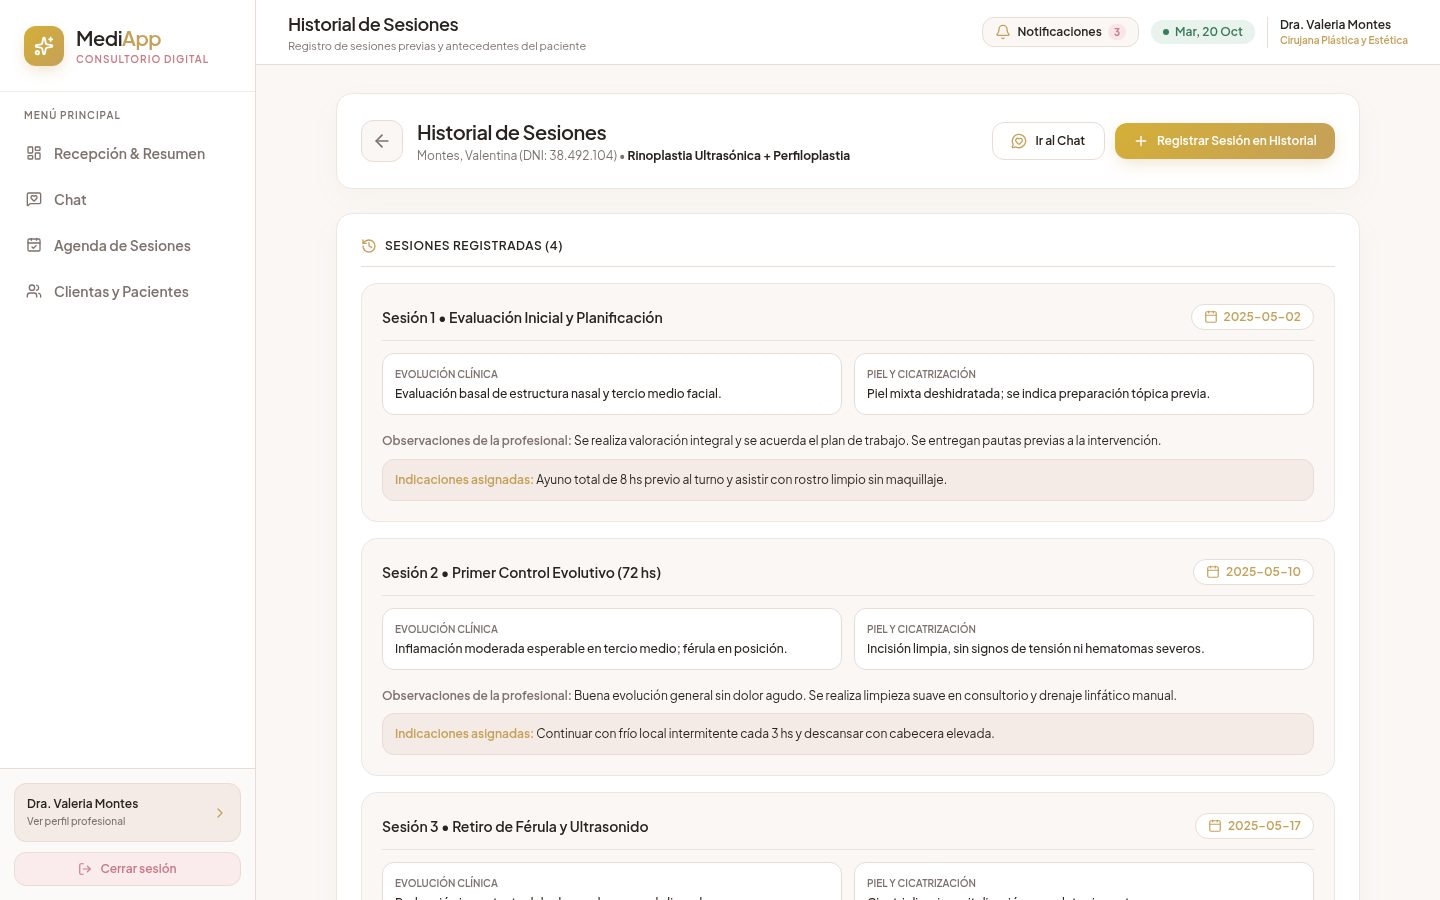 MediApp
CONSULTORIO DIGITAL
MENÚ PRINCIPAL
Recepción & Resumen
Chat
Agenda de Sesiones
Clientas y Pacientes
Dra. Valeria Montes
Ver perfil profesional
Cerrar sesión
Historial de Sesiones
Registro de sesiones previas y antecedentes del paciente
Notificaciones 3
Mar, 20 Oct
Dra. Valeria Montes
Cirujana Plástica y Estética
Historial de Sesiones
Montes, Valentina (DNI: 38.492.104) • Rinoplastia Ultrasónica + Perfiloplastia
Ir al Chat
Registrar Sesión en Historial
SESIONES REGISTRADAS (4)
Sesión 1 • Evaluación Inicial y Planificación
2025-05-02
EVOLUCIÓN CLÍNICA
Evaluación basal de estructura nasal y tercio medio facial.
PIEL Y CICATRIZACIÓN
Piel mixta deshidratada; se indica preparación tópica previa.
Observaciones de la profesional: Se realiza valoración integral y se acuerda el plan de trabajo. Se entregan pautas previas a la intervención.
Indicaciones asignadas: Ayuno total de 8 hs previo al turno y asistir con rostro limpio sin maquillaje.
Sesión 2 • Primer Control Evolutivo (72 hs)
2025-05-10
EVOLUCIÓN CLÍNICA
Inflamación moderada esperable en tercio medio; férula en posición.
PIEL Y CICATRIZACIÓN
Incisión limpia, sin signos de tensión ni hematomas severos.
Observaciones de la profesional: Buena evolución general sin dolor agudo. Se realiza limpieza suave en consultorio y drenaje linfático manual.
Indicaciones asignadas: Continuar con frío local intermitente cada 3 hs y descansar con cabecera elevada.
Sesión 3 • Retiro de Férula y Ultrasonido
2025-05-17
EVOLUCIÓN CLÍNICA
PIEL Y CICATRIZACIÓN